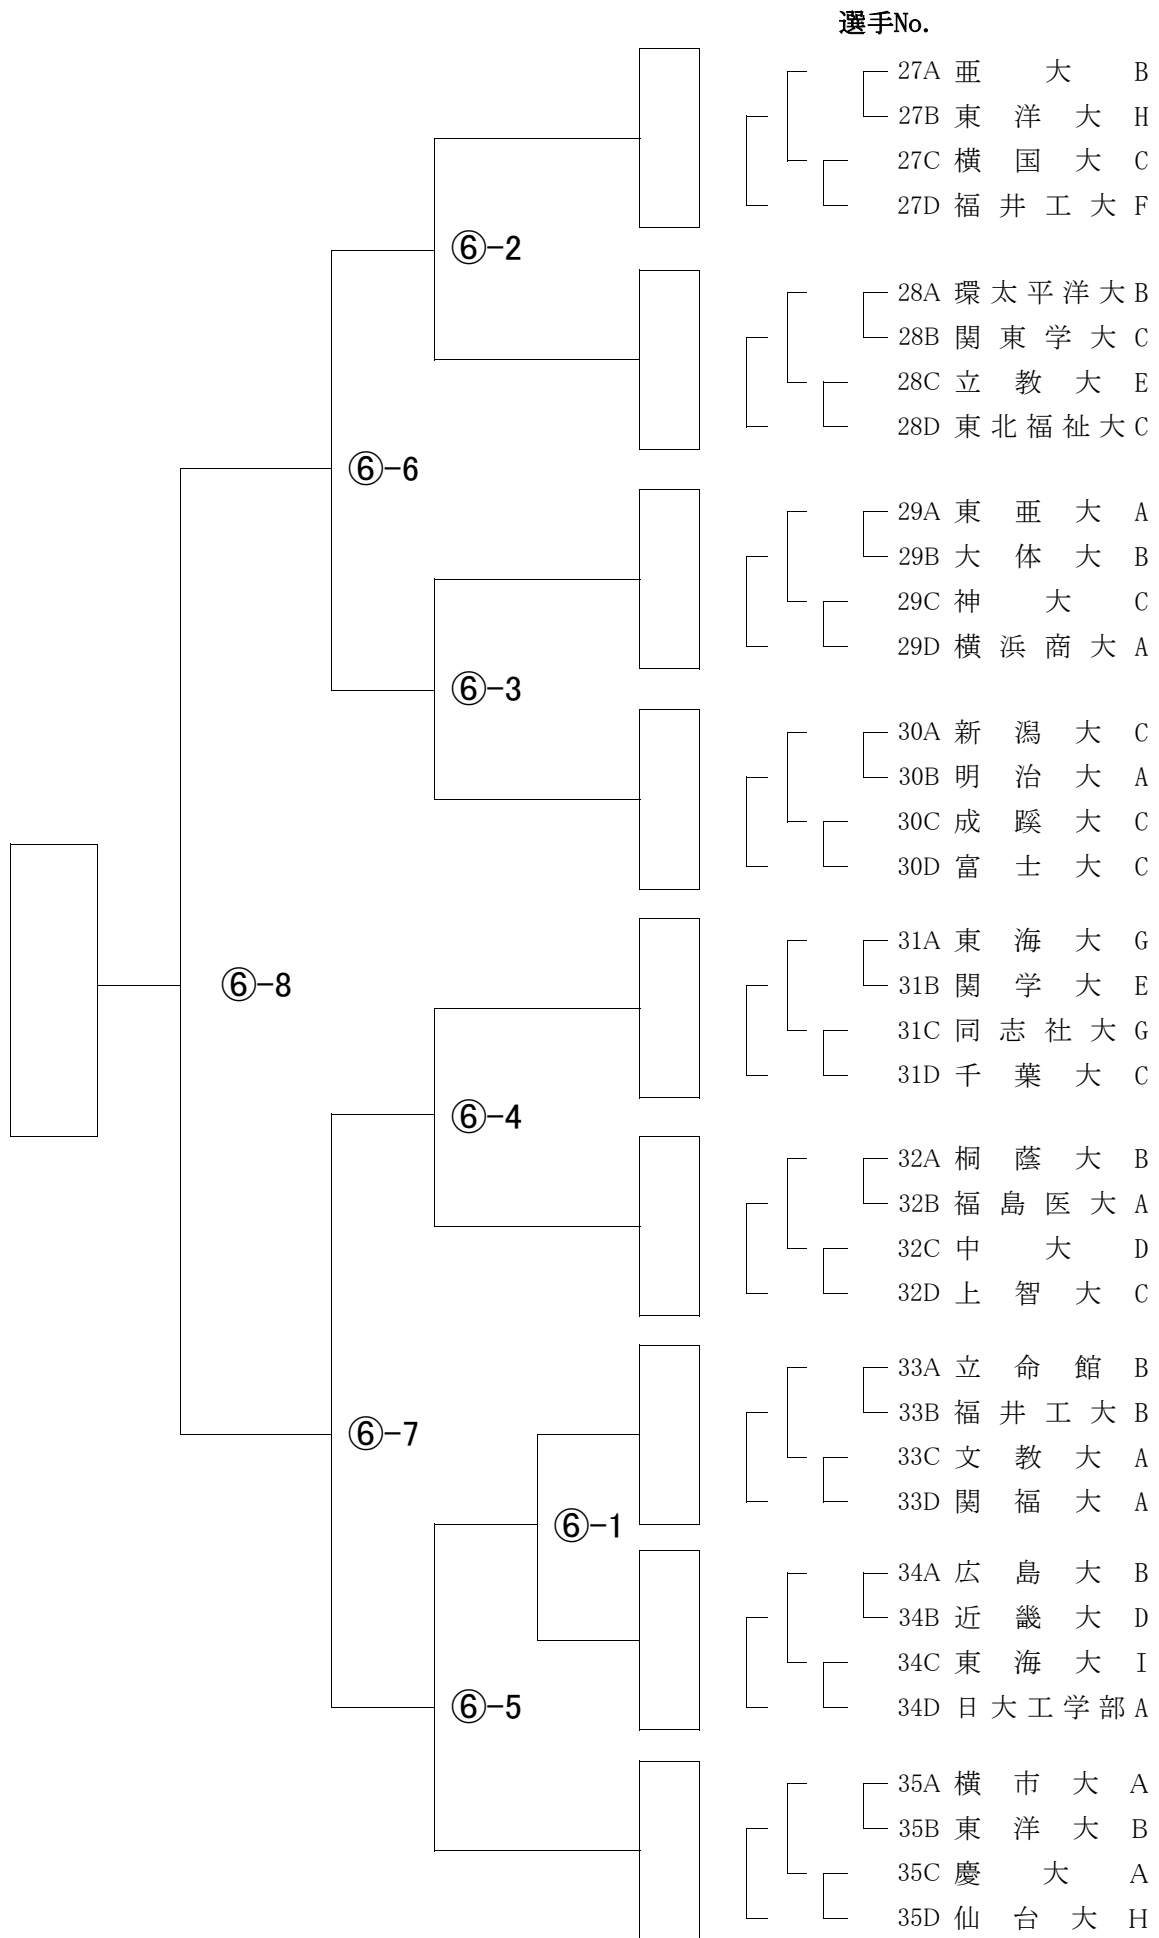 選手No.
27A 亜大 B
27B 東洋大 H
27C 横国大 C
27D 福井工大 F
⑥-2
28A 環太平洋大 B
28B 関東学大 C
28C 立教大 E
28D 東北福祉大 C
⑥-6
29A 東亜大 A
29B 大体大 B
29C 神大 C
29D 横浜商大 A
⑥-3
30A 新潟大 C
30B 明治大 A
30C 成蹊大 C
30D 富士大 C
31A 東海大 G
31B 関学大 E
⑥-8
31C 同志社大 G
31D 千葉大 C
⑥-4
32A 桐蔭大 B
32B 福島医大 A
32C 中大 D
32D 上智大 C
33A 立命館 B
33B 福井工大 B
⑥-7
33C 文教大 A
33D 関福大 A
⑥-1
34A 広島大 B
34B 近畿大 D
34C 東海大 I
34D 日大工学部 A
⑥-5
35A 横市大 A
35B 東洋大 B
35C 慶大 A
35D 仙台大 H